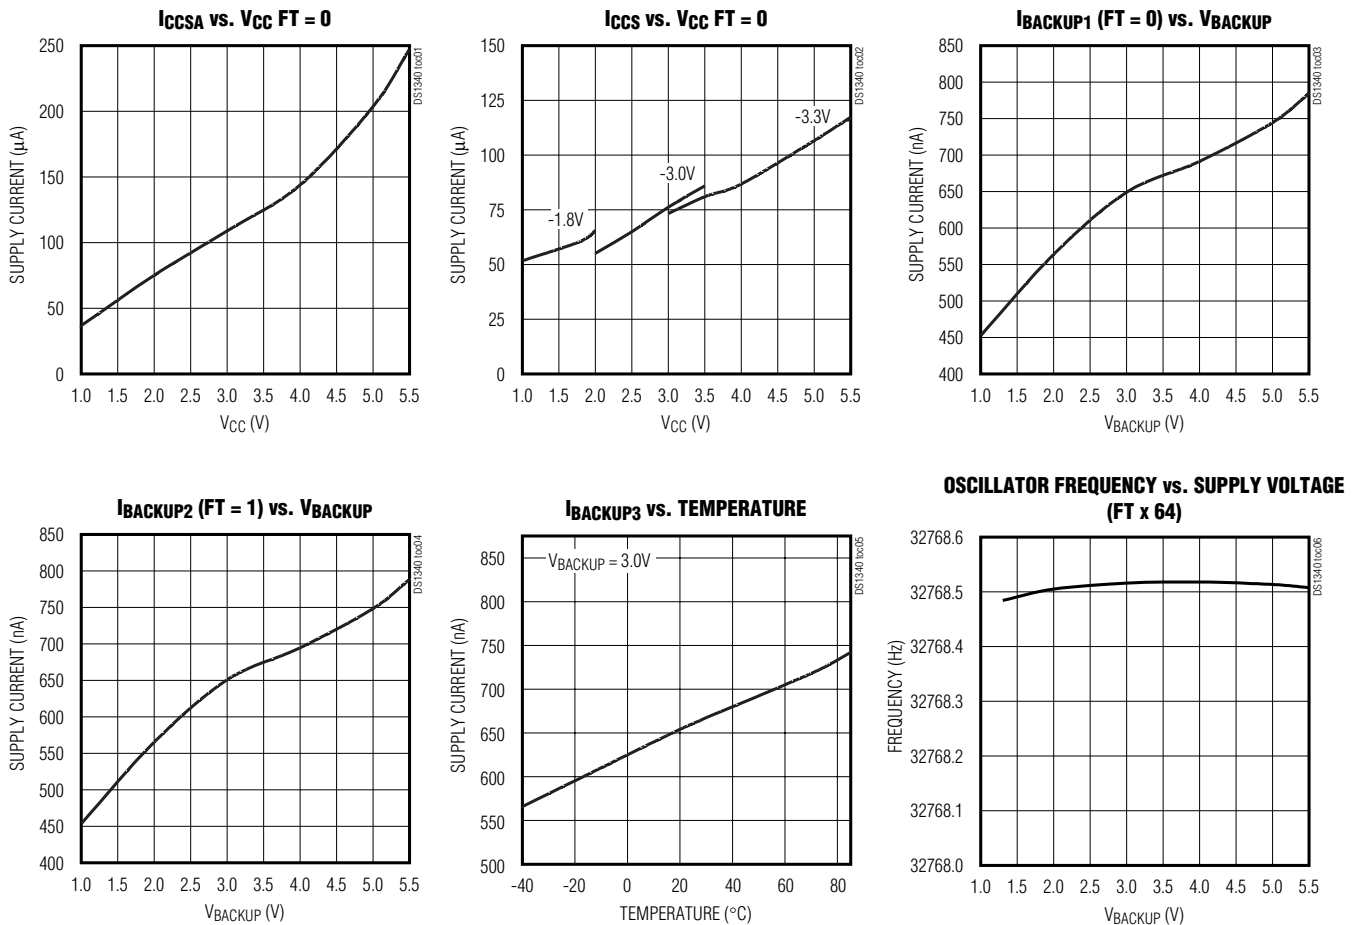 ICCSA vs. VCC FT = 0
250
200
150
100
50
0
SUPPLY CURRENT (µA)
1.0 1.5 2.0 2.5 3.0 3.5 4.0 4.5 5.0 5.5
VCC (V)
DS1340 toc01
ICCS vs. VCC FT = 0
150
125
100
75
50
25
0
SUPPLY CURRENT (µA)
-1.8V
-3.0V
-3.3V
1.0 1.5 2.0 2.5 3.0 3.5 4.0 4.5 5.0 5.5
VCC (V)
DS1340 toc02
IBACKUP1 (FT = 0) vs. VBACKUP
850
800
750
700
650
600
550
500
450
400
SUPPLY CURRENT (nA)
1.0 1.5 2.0 2.5 3.0 3.5 4.0 4.5 5.0 5.5
VBACKUP (V)
DS1340 toc03
IBACKUP2 (FT = 1) vs. VBACKUP
850
800
750
700
650
600
550
500
450
400
SUPPLY CURRENT (nA)
1.0 1.5 2.0 2.5 3.0 3.5 4.0 4.5 5.0 5.5
VBACKUP (V)
DS1340 toc04
IBACKUP3 vs. TEMPERATURE
850
800
750
700
650
600
550
500
SUPPLY CURRENT (nA)
VBACKUP = 3.0V
-40 -20 0 20 40 60 80
TEMPERATURE (°C)
DS1340 toc05
OSCILLATOR FREQUENCY vs. SUPPLY VOLTAGE
(FT x 64)
32768.6
32768.5
32768.4
32768.3
32768.2
32768.1
32768.0
FREQUENCY (Hz)
1.0 1.5 2.0 2.5 3.0 3.5 4.0 4.5 5.0 5.5
VBACKUP (V)
DS1340 toc06